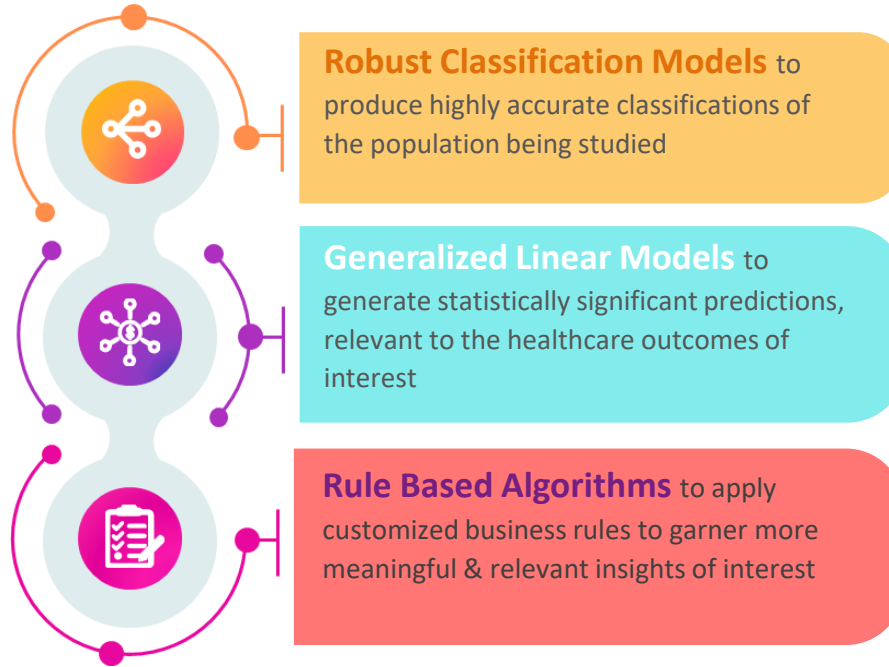 Robust Classification Models to
produce highly accurate classifications of
the population being studied
Generalized Linear Models to
generate statistically significant predictions,
relevant to the healthcare outcomes of
interest
$
Rule Based Algorithms to apply
customized business rules to garner more
meaningful & relevant insights of interest